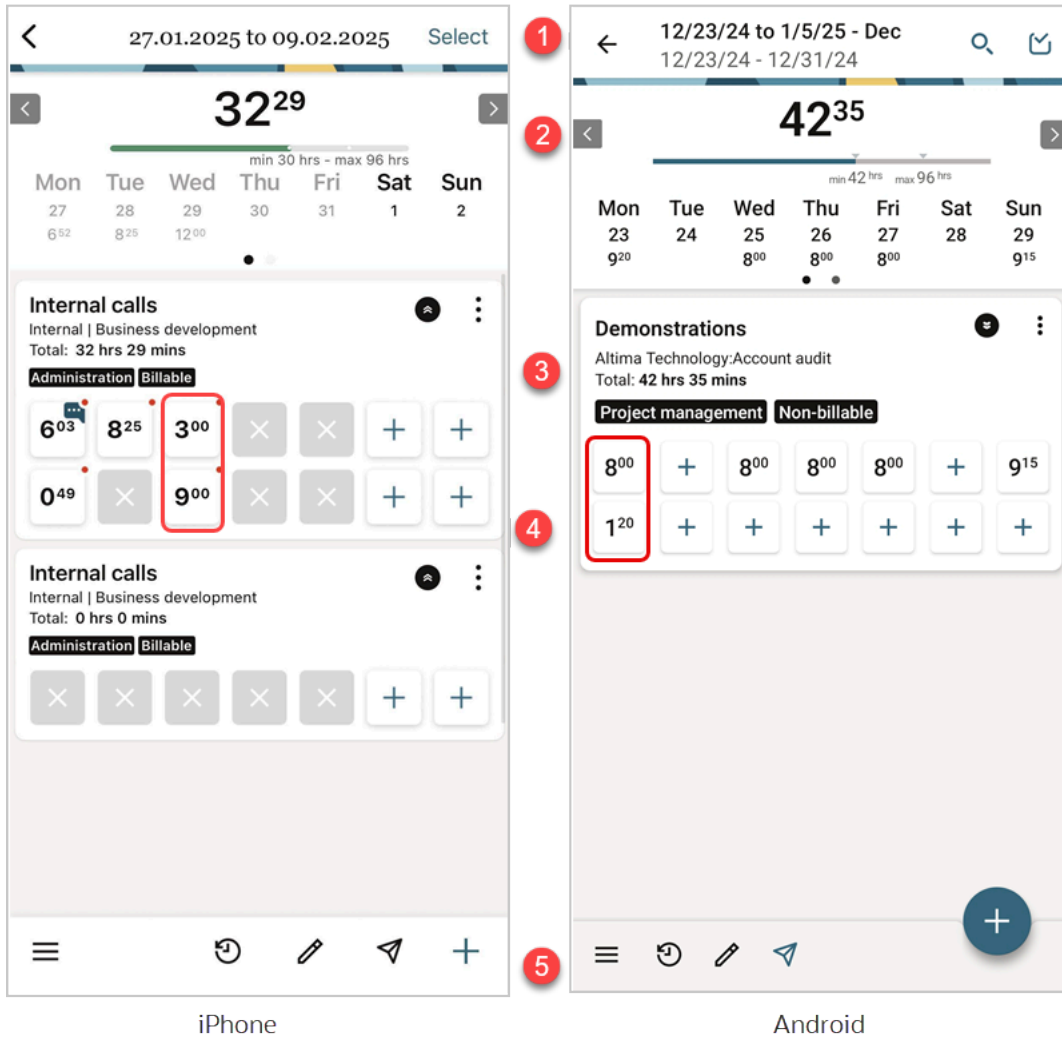 27.01.2025 to 09.02.2025 Select
32 29
min 30 hrs - max 96 hrs
Mon Tue Wed Thu Fri Sat Sun
27 28 29 30 31 1 2
6 52 8 25 12 00
Internal calls
Internal | Business development
Total: 32 hrs 29 mins
Administration Billable
6 03 8 25 3 00
0 49 9 00
Internal calls
Internal | Business development
Total: 0 hrs 0 mins
Administration Billable
iPhone
1
2
3
4
5
12/23/24 to 1/5/25 - Dec
12/23/24 - 12/31/24
42 35
min 42 hrs max 96 hrs
Mon Tue Wed Thu Fri Sat Sun
23 24 25 26 27 28 29
9 20 8 00 8 00 8 00 9 15
Demonstrations
Altima Technology:Account audit
Total: 42 hrs 35 mins
Project management Non-billable
8 00 8 00 8 00 8 00 9 15
1 20
Android